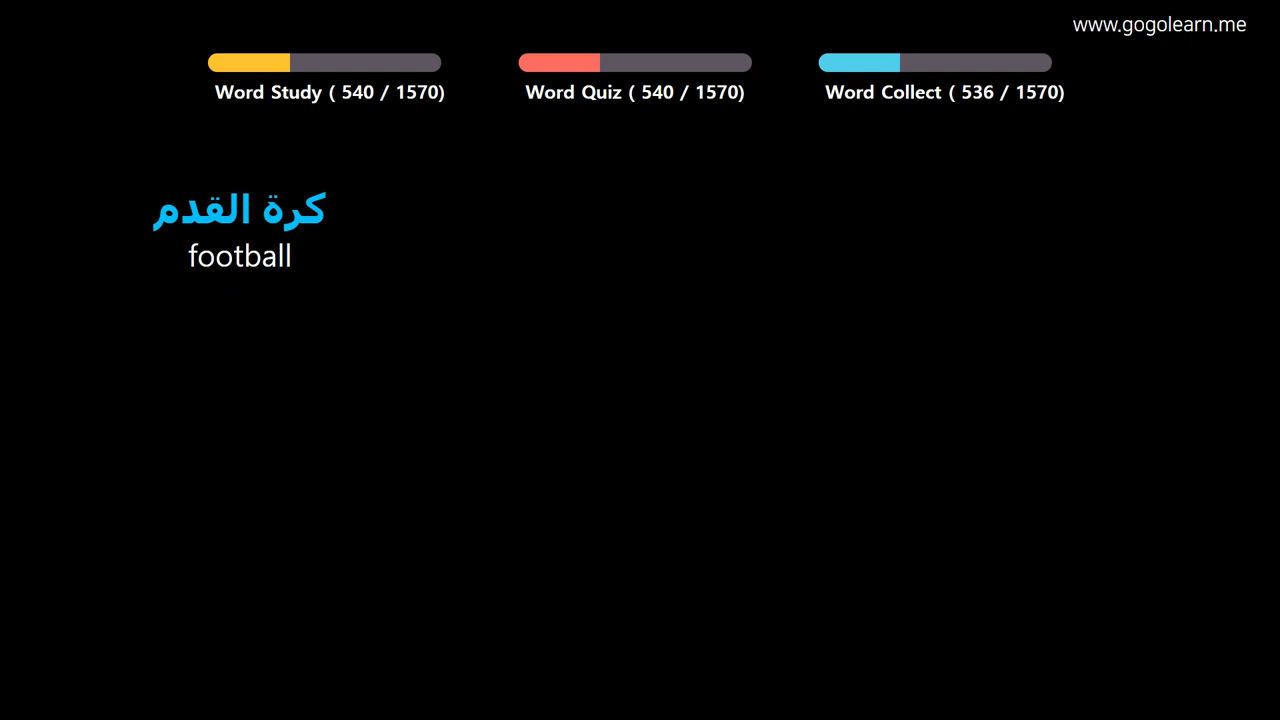 www.gogolearn.me
Word Study ( 540 / 1570)
Word Quiz ( 540 / 1570)
Word Collect ( 536 / 1570)
كرة القدم
football